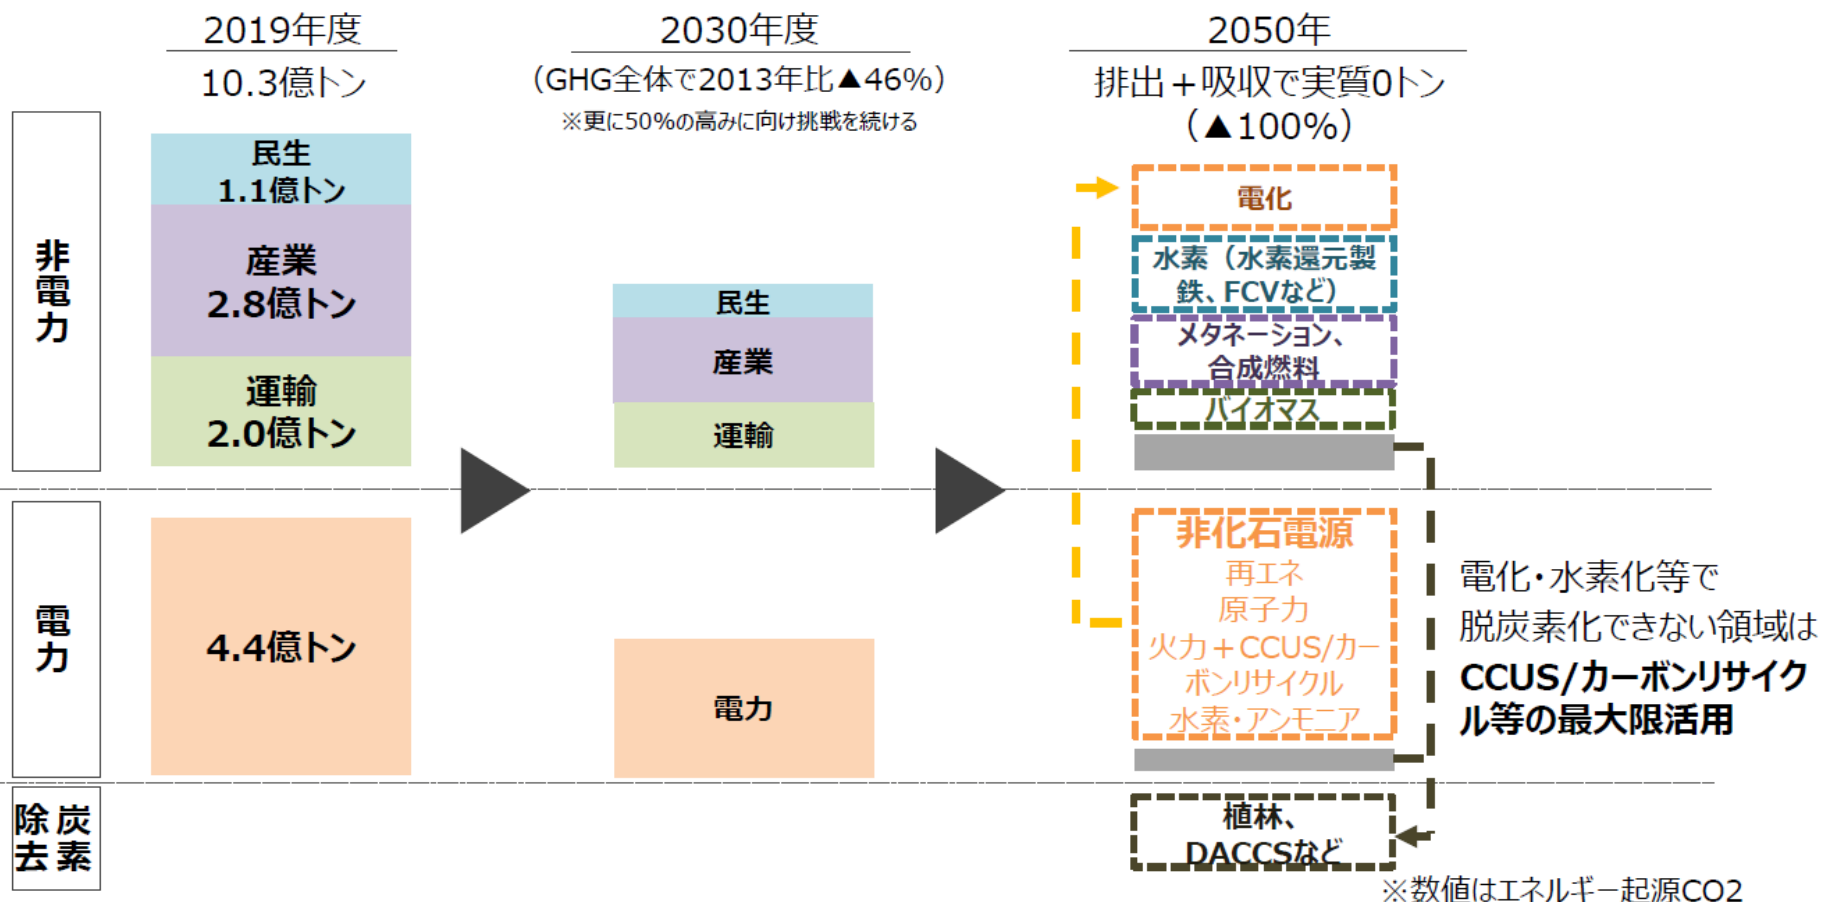 2019年度
10.3億トン
2030年度
（GHG全体で2013年比▲46%）
※更に50%の高みに向け挑戦を続ける
2050年
排出＋吸収で実質0トン
（▲100%）
非電力
民生
1.1億トン
産業
2.8億トン
運輸
2.0億トン
民生
産業
運輸
電化
水素（水素還元製
鉄、FCVなど）
メタネーション、
合成燃料
バイオマス
電力
4.4億トン
電力
非化石電源
再エネ
原子力
火力＋CCUS/カー
ボンリサイクル
水素・アンモニア
電化・水素化等で
脱炭素化できない領域は
CCUS/カーボンリサイク
ル等の最大限活用
炭素
除去
植林、
DACCSなど
※数値はエネルギー起源CO2